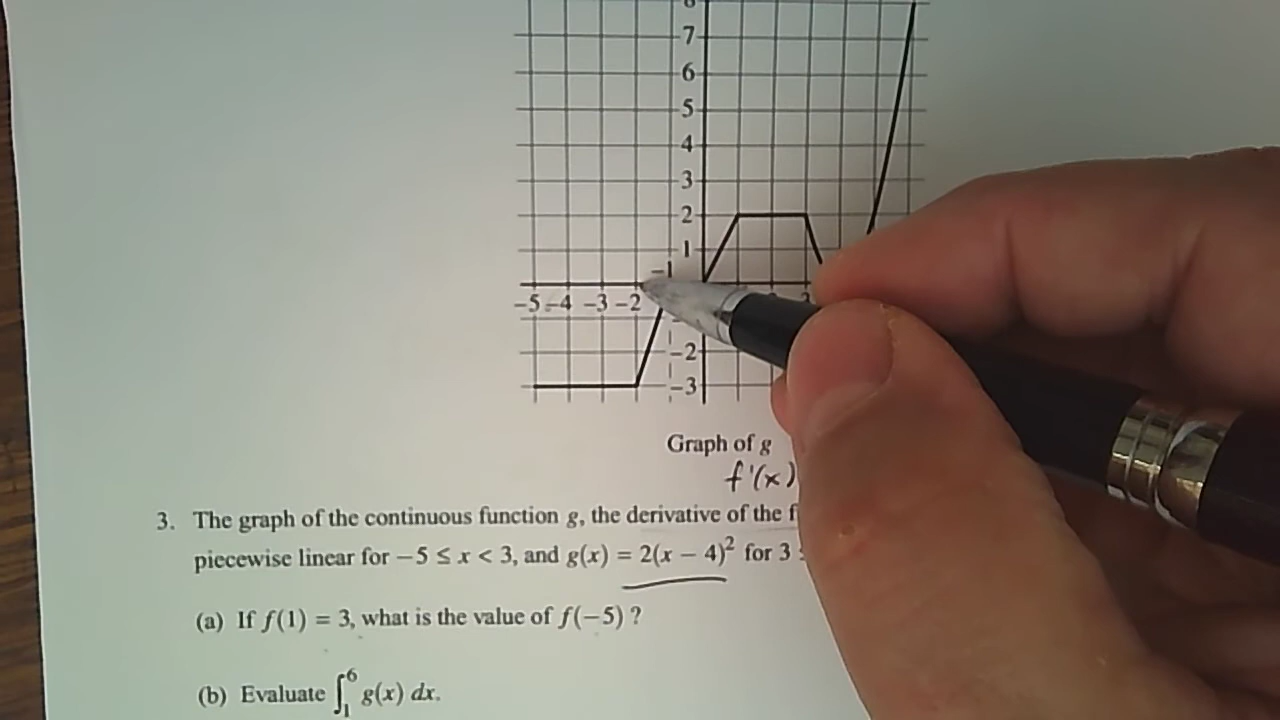 8
7
6
5
4
3
2
1
-1
-5 -4 -3 -2
-2
-3
Graph of g
f'(x)
3. The graph of the continuous function g, the derivative of the
piecewise linear for −5 ≤ x < 3, and g(x) = 2(x − 4)² for 3
(a) If f(1) = 3, what is the value of f(−5) ?
(b) Evaluate ∫₁⁶ g(x) dx.